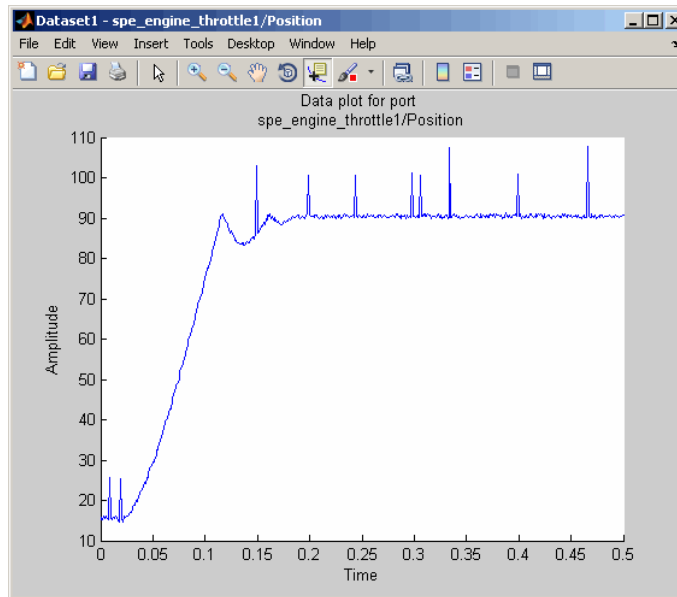 Dataset1 - spe_engine_throttle1/Position
File Edit View Insert Tools Desktop Window Help
Data plot for port
spe_engine_throttle1/Position
110
100
90
80
70
60
50
40
30
20
10
Amplitude
0 0.05 0.1 0.15 0.2 0.25 0.3 0.35 0.4 0.45 0.5
Time